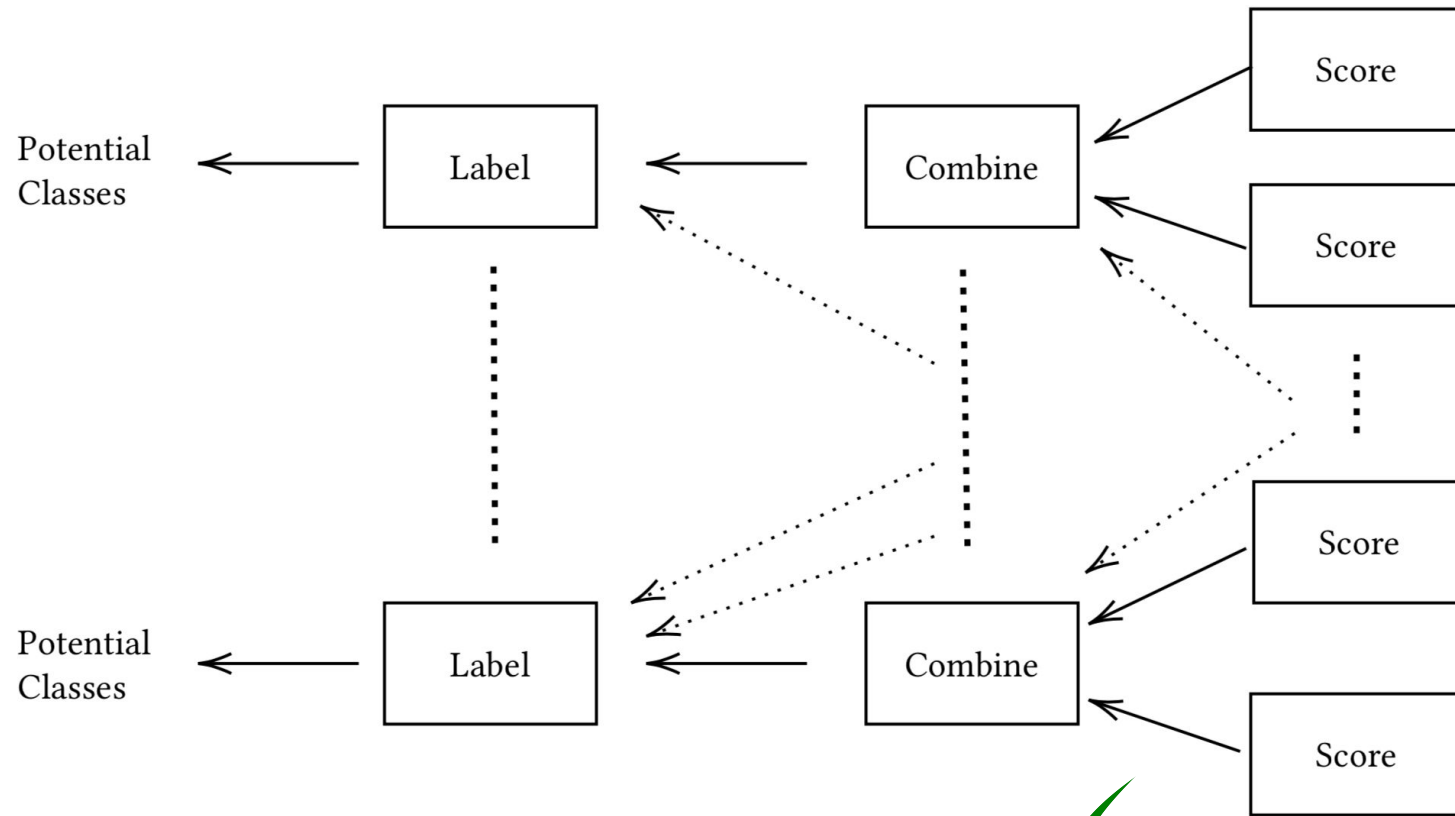 Score
Potential
Classes
Label
Combine
Score
Score
Potential
Classes
Label
Combine
Score